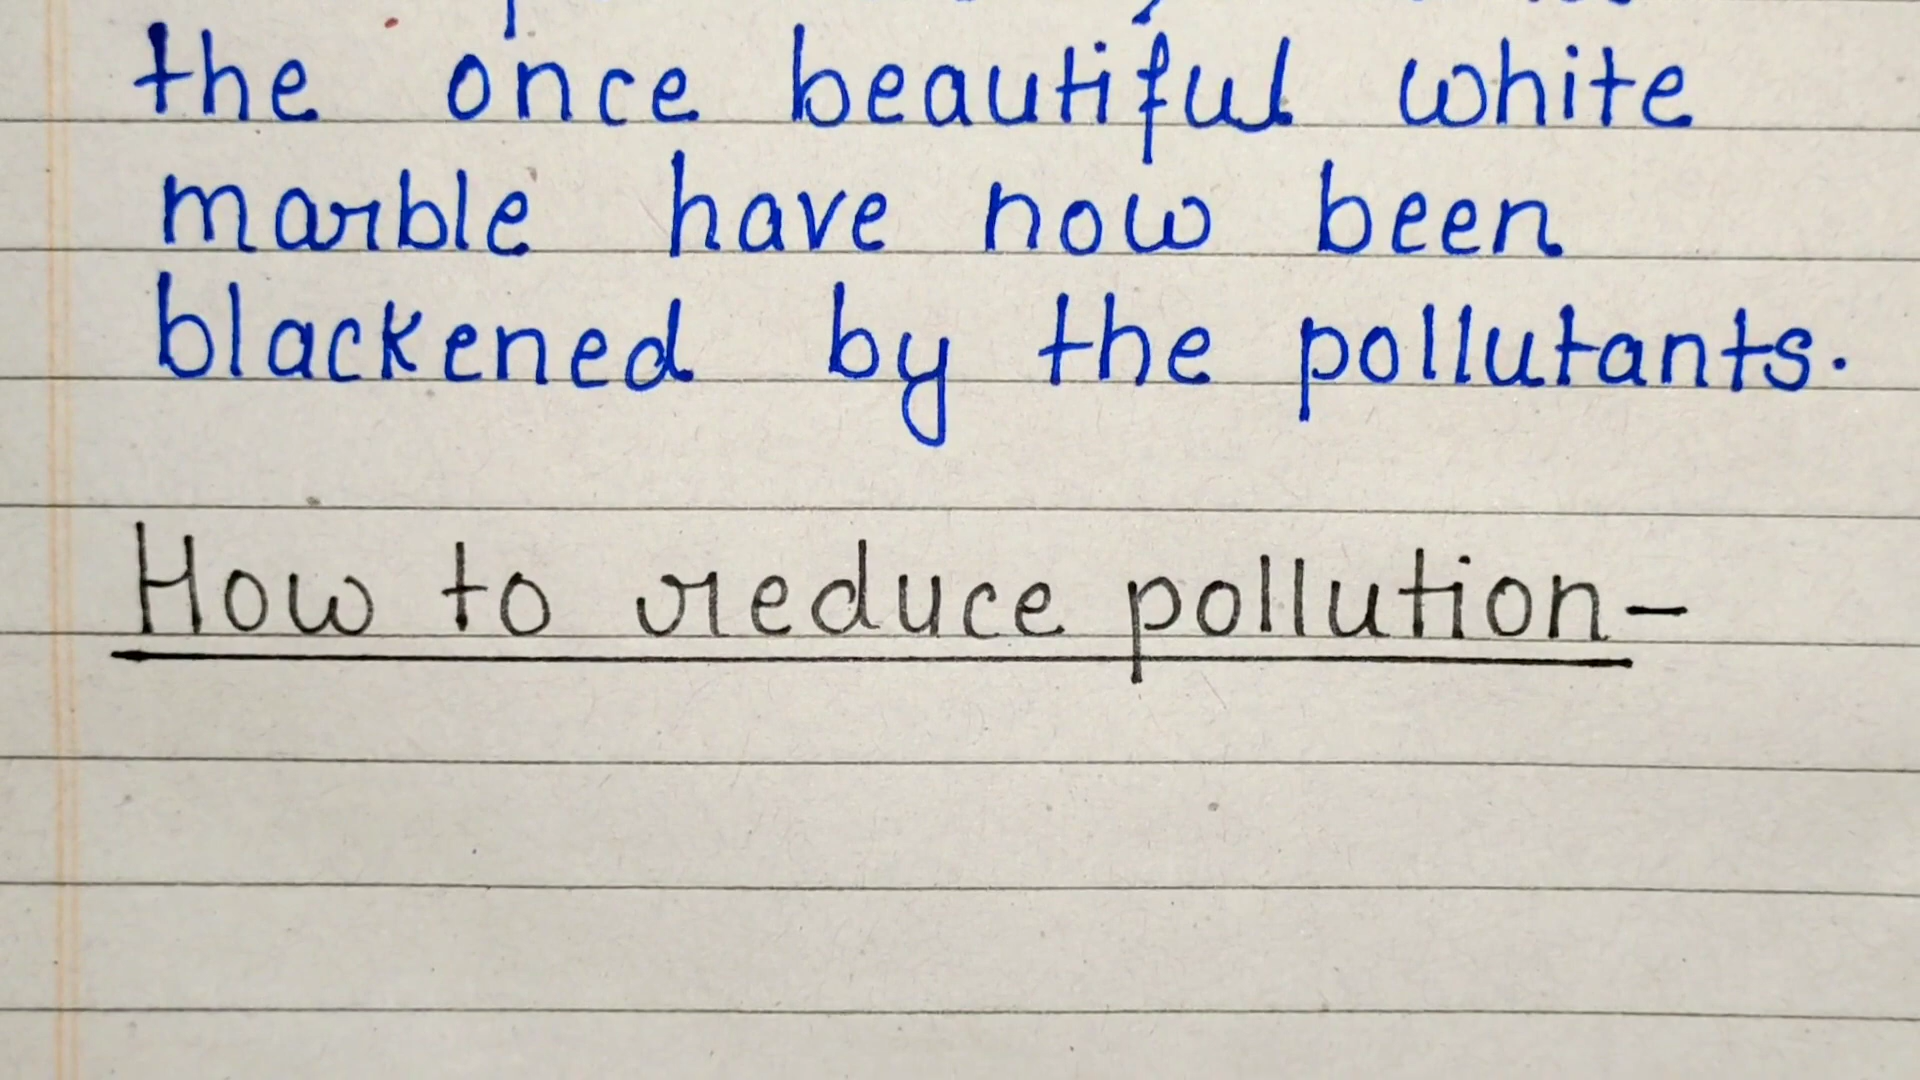 the once beautiful white
marble have now been
blackened by the pollutants.
How to reduce pollution-